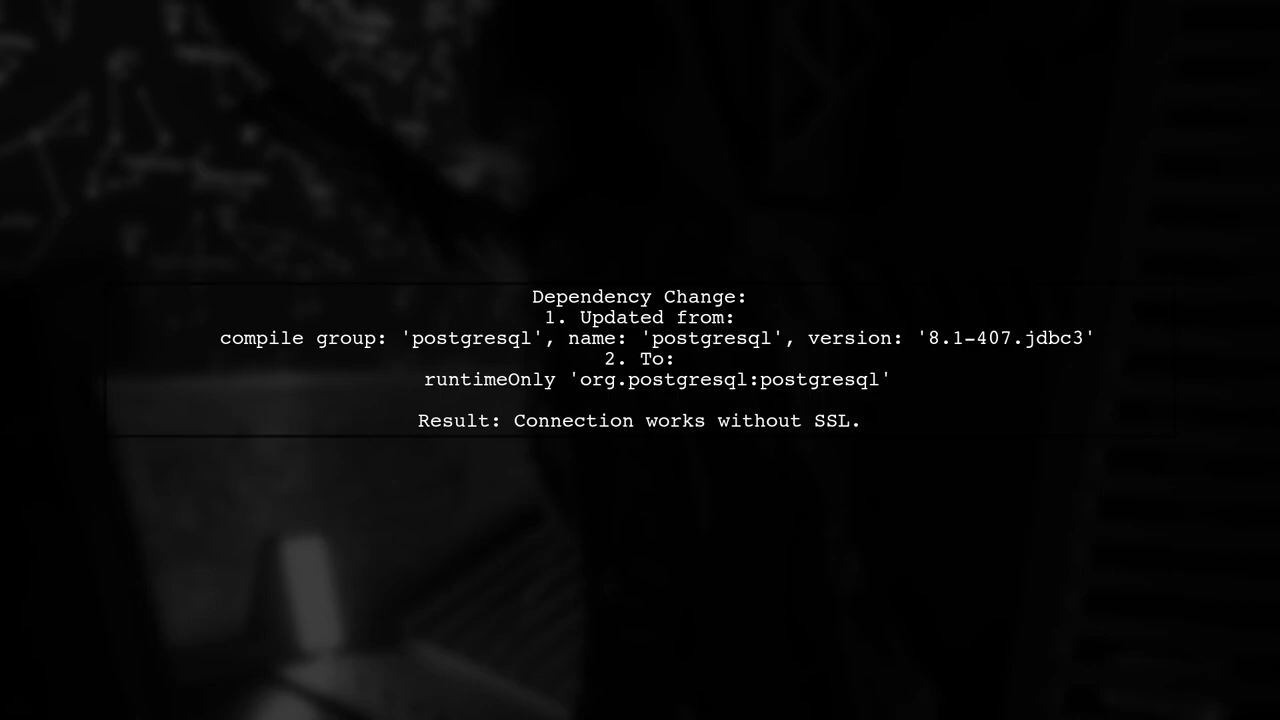 Dependency Change:
1. Updated from:
compile group: 'postgresql', name: 'postgresql', version: '8.1-407.jdbc3'
2. To:
runtimeOnly 'org.postgresql:postgresql'
Result: Connection works without SSL.